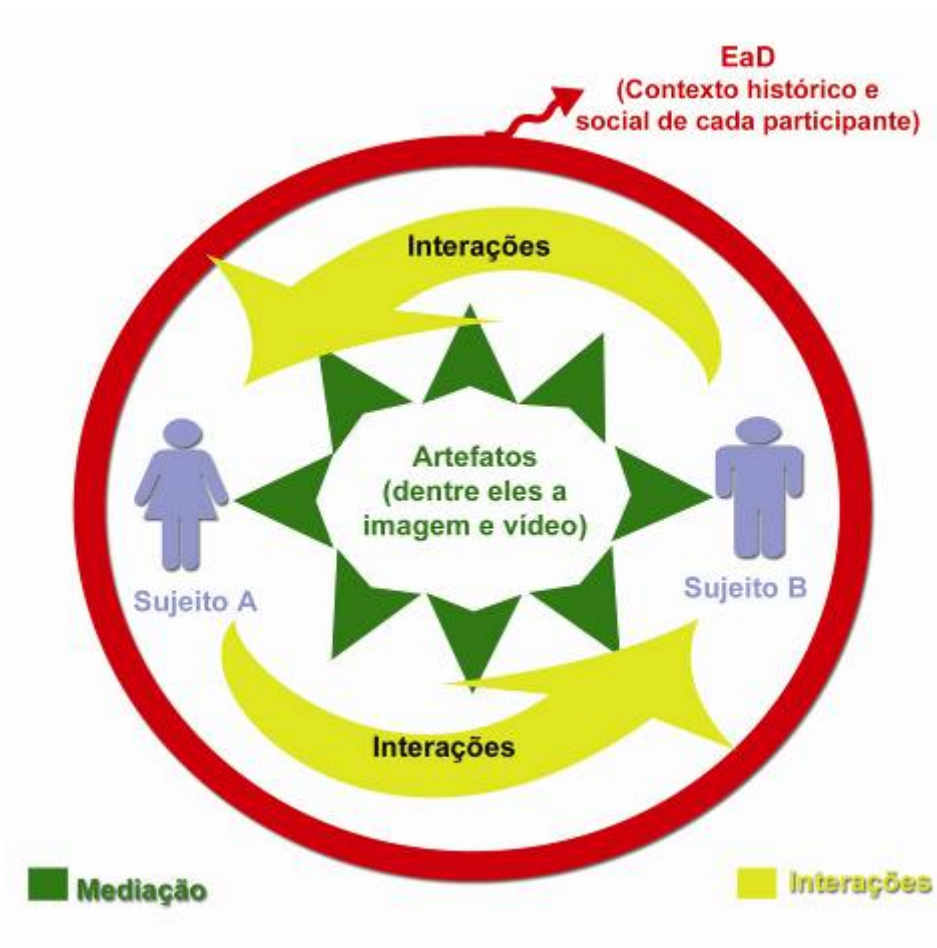 EaD
(Contexto histórico e
social de cada participante)
Interações
Artefatos
(dentre eles a
imagem e vídeo)
Sujeito A
Sujeito B
Interações
Mediação
Interações